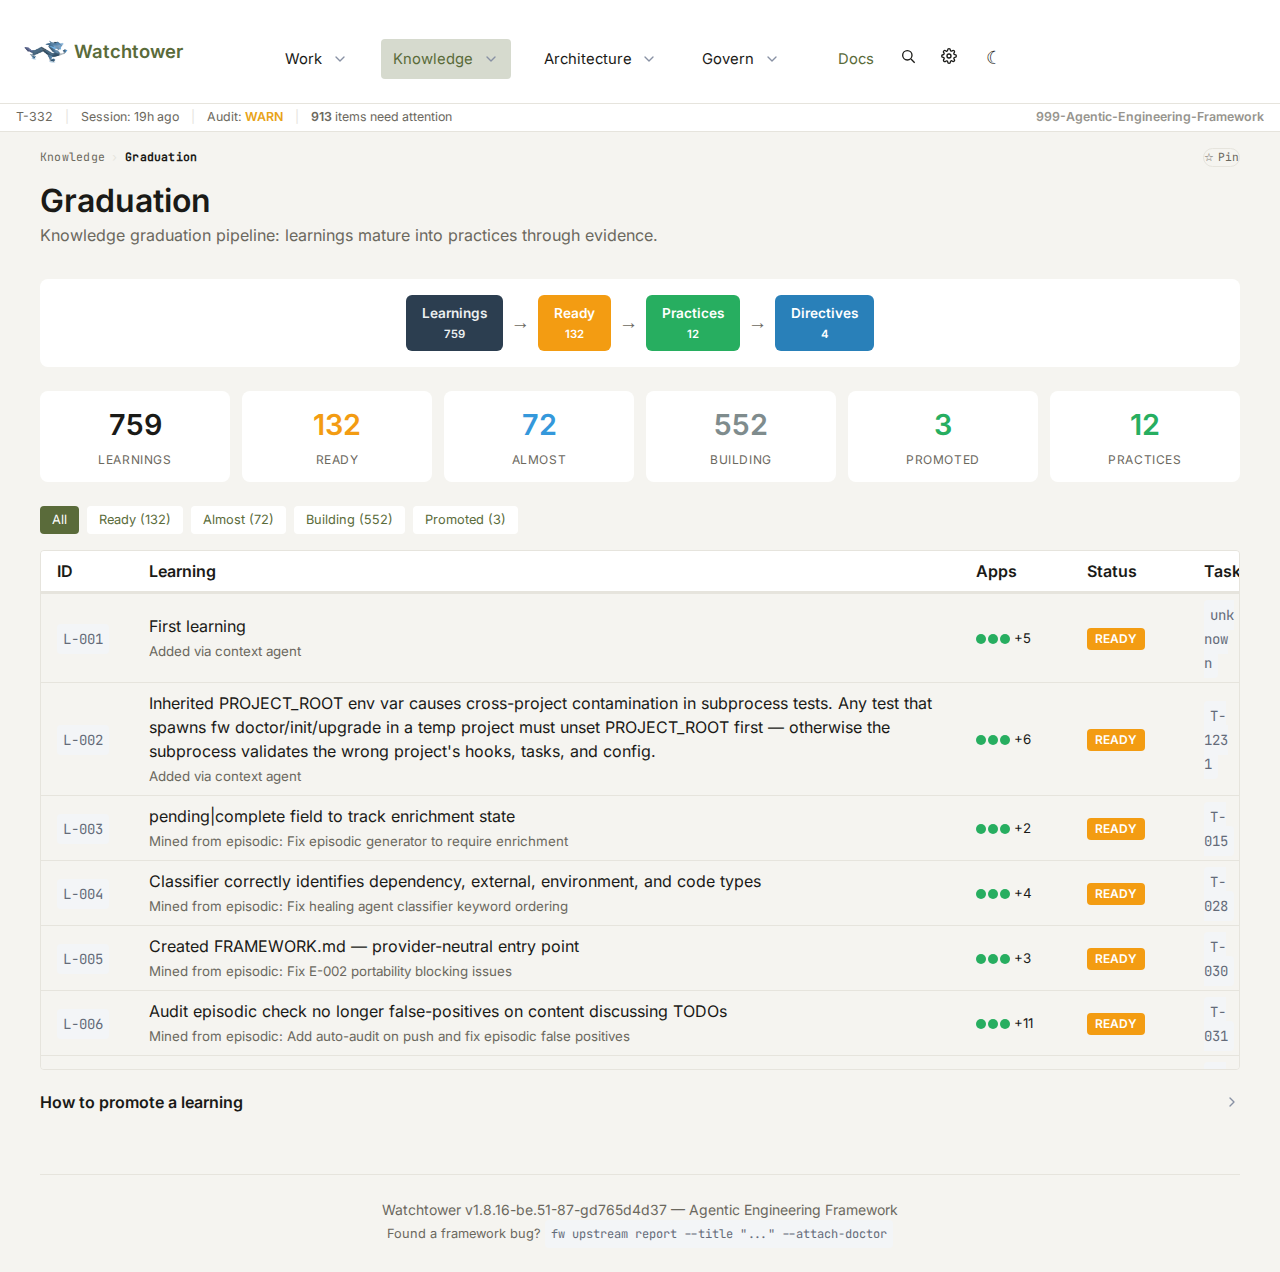 Watchtower
Work
Knowledge
Architecture
Govern
Docs
T-332
Session: 19h ago
Audit: WARN
913 items need attention
999-Agentic-Engineering-Framework
Knowledge › Graduation
☆ Pin
Graduation
Knowledge graduation pipeline: learnings mature into practices through evidence.
Learnings
759
→
Ready
132
→
Practices
12
→
Directives
4
759
LEARNINGS
132
READY
72
ALMOST
552
BUILDING
3
PROMOTED
12
PRACTICES
All
Ready (132)
Almost (72)
Building (552)
Promoted (3)
ID Learning Apps Status Task
L-001
First learning
Added via context agent
+5
READY
unk
now
n
L-002
Inherited PROJECT_ROOT env var causes cross-project contamination in subprocess tests. Any test that
spawns fw doctor/init/upgrade in a temp project must unset PROJECT_ROOT first — otherwise the
subprocess validates the wrong project's hooks, tasks, and config.
Added via context agent
+6
READY
T-
123
1
L-003
pending|complete field to track enrichment state
Mined from episodic: Fix episodic generator to require enrichment
+2
READY
T-
015
L-004
Classifier correctly identifies dependency, external, environment, and code types
Mined from episodic: Fix healing agent classifier keyword ordering
+4
READY
T-
028
L-005
Created FRAMEWORK.md — provider-neutral entry point
Mined from episodic: Fix E-002 portability blocking issues
+3
READY
T-
030
L-006
Audit episodic check no longer false-positives on content discussing TODOs
Mined from episodic: Add auto-audit on push and fix episodic false positives
+11
READY
T-
031
How to promote a learning
Watchtower v1.8.16-be.51-87-gd765d4d37 — Agentic Engineering Framework
Found a framework bug? fw upstream report --title "..." --attach-doctor